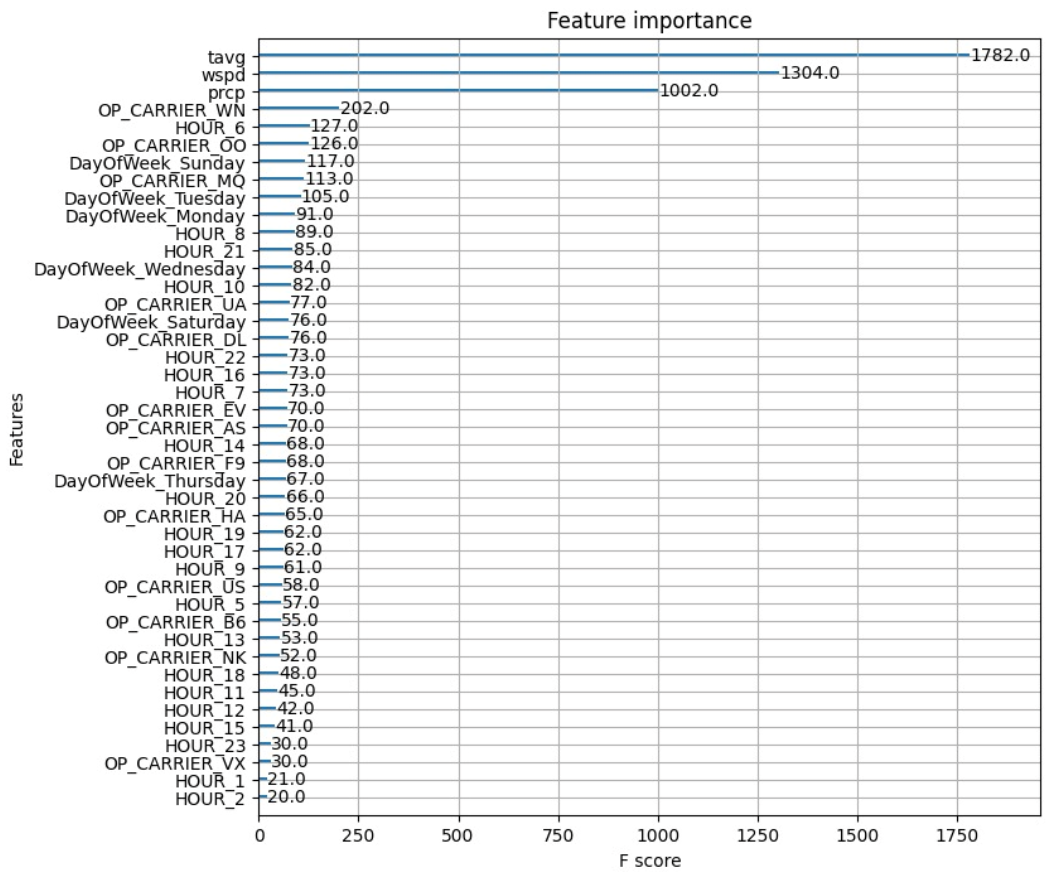 Feature importance
Features
tavg 1782.0
wspd 1304.0
prcp 1002.0
OP_CARRIER_WN 202.0
HOUR_6 127.0
OP_CARRIER_OO 126.0
DayOfWeek_Sunday 117.0
OP_CARRIER_MQ 113.0
DayOfWeek_Tuesday 105.0
DayOfWeek_Monday 91.0
HOUR_8 89.0
HOUR_21 85.0
DayOfWeek_Wednesday 84.0
HOUR_10 82.0
OP_CARRIER_UA 77.0
DayOfWeek_Saturday 76.0
OP_CARRIER_DL 76.0
HOUR_22 73.0
HOUR_16 73.0
HOUR_7 73.0
OP_CARRIER_EV 70.0
OP_CARRIER_AS 70.0
HOUR_14 68.0
OP_CARRIER_F9 68.0
DayOfWeek_Thursday 67.0
HOUR_20 66.0
OP_CARRIER_HA 65.0
HOUR_19 62.0
HOUR_17 62.0
HOUR_9 61.0
OP_CARRIER_US 58.0
HOUR_5 57.0
OP_CARRIER_B6 55.0
HOUR_13 53.0
OP_CARRIER_NK 52.0
HOUR_18 48.0
HOUR_11 45.0
HOUR_12 42.0
HOUR_15 41.0
HOUR_23 30.0
OP_CARRIER_VX 30.0
HOUR_1 21.0
HOUR_2 20.0
0 250 500 750 1000 1250 1500 1750
F score